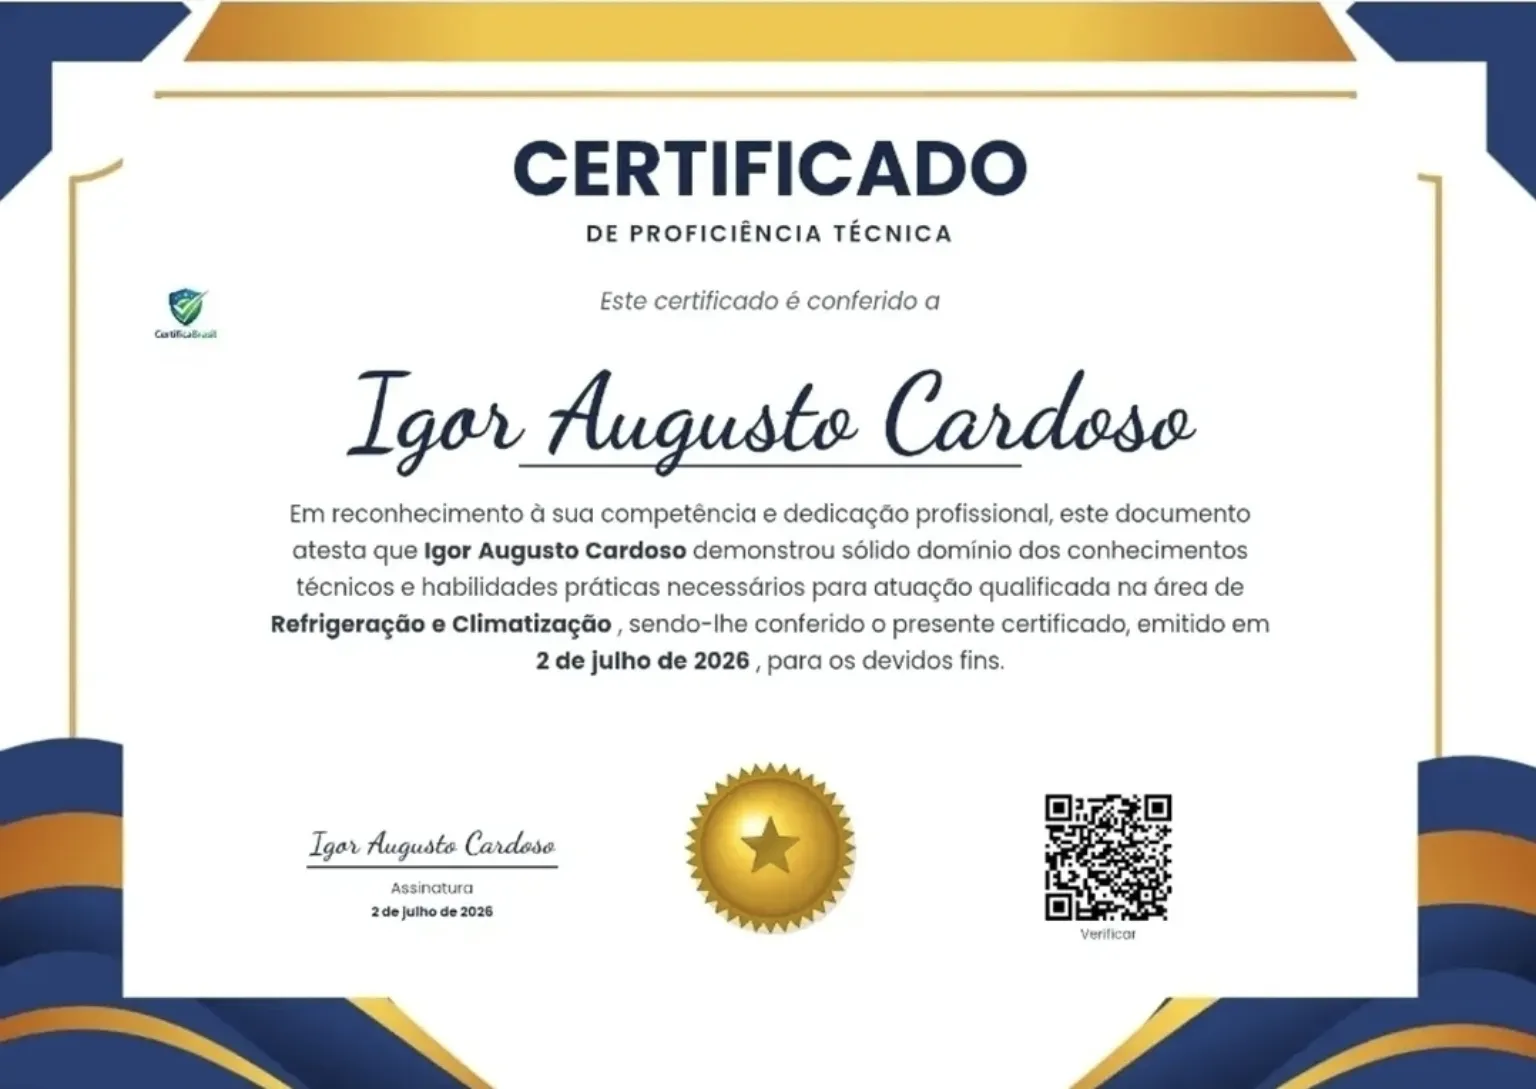 CERTIFICADO
DE PROFICIÊNCIA TÉCNICA
Este certificado é conferido a
CertificaBrasil
Igor Augusto Cardoso
Em reconhecimento à sua competência e dedicação profissional, este documento
atesta que Igor Augusto Cardoso demonstrou sólido domínio dos conhecimentos
técnicos e habilidades práticas necessários para atuação qualificada na área de
Refrigeração e Climatização , sendo-lhe conferido o presente certificado, emitido em
2 de julho de 2026 , para os devidos fins.
Igor Augusto Cardoso
Assinatura
2 de julho de 2026
Verificar